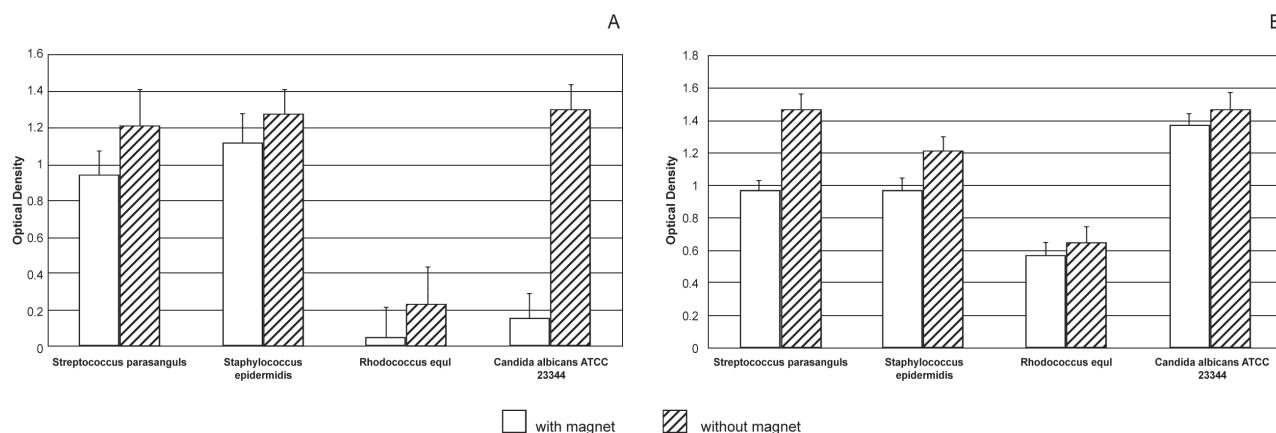 A
1.6
1.4
1.2
1
0.8
0.6
0.4
0.2
0
Optical Density
Streptococcus parasanguls
Staphylococcus
epidermidis
Rhodococcus equl
Candida albicans ATCC
23344
B
1.8
1.6
1.4
1.2
1
0.8
0.6
0.4
0.2
0
Optical Density
Streptococcus parasanguls
Staphylococcus
epidermidis
Rhodococcus equl
Candida albicans ATCC
23344
with magnet
without magnet